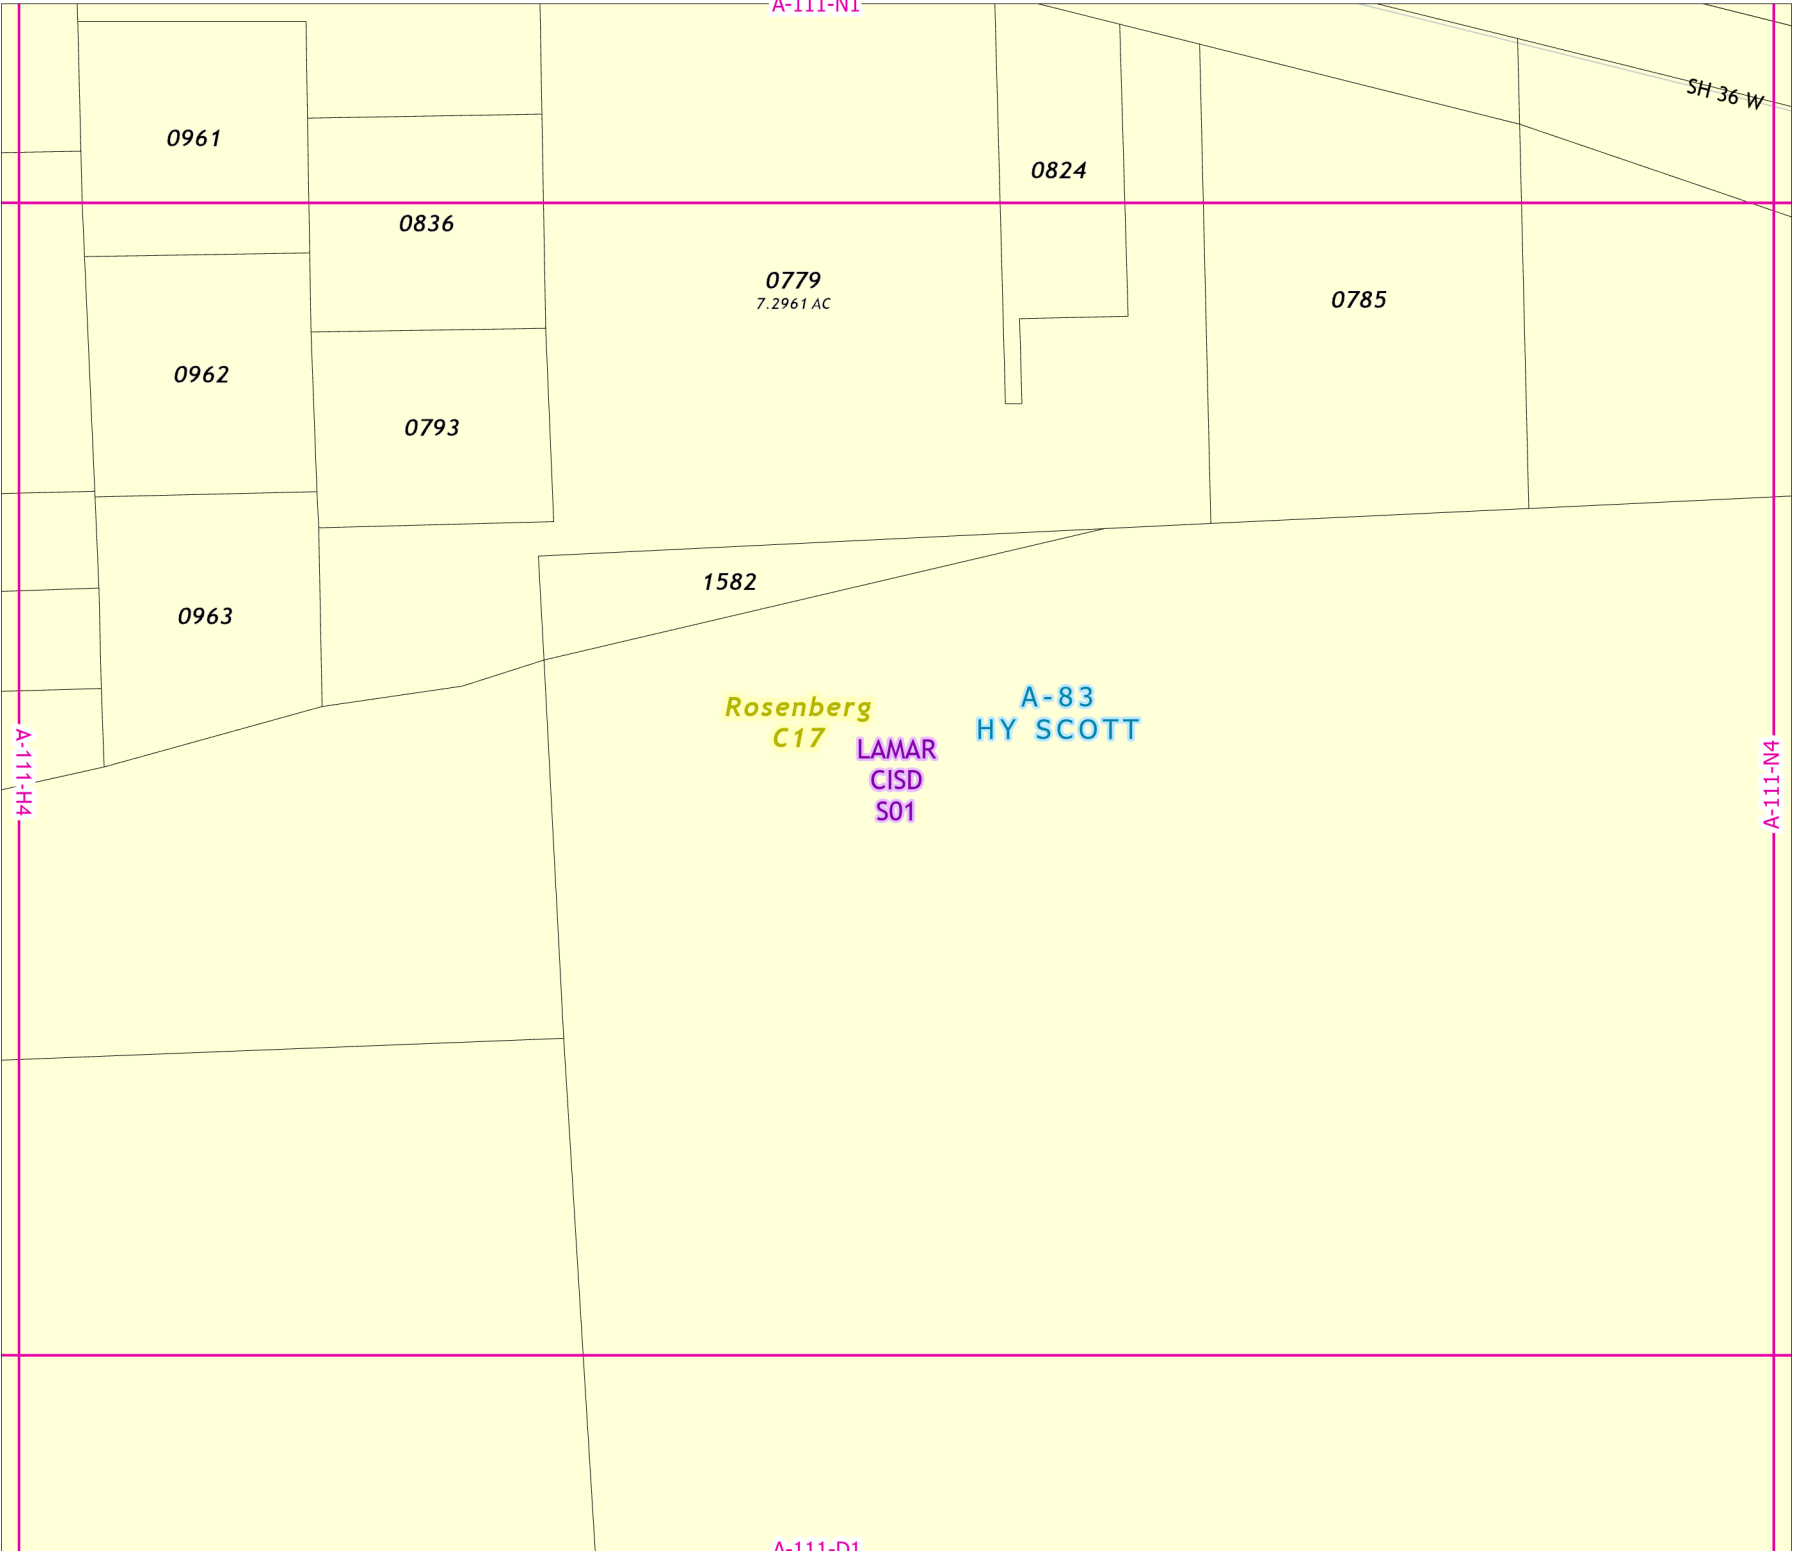 A-111-N1
SH 36 W
0961
0824
0836
0779
7.2961 AC
0785
0962
0793
1582
0963
Rosenberg
C17
A-83
HY SCOTT
LAMAR
CISD
S01
A-111-H4
A-111-N4
A-111-D1